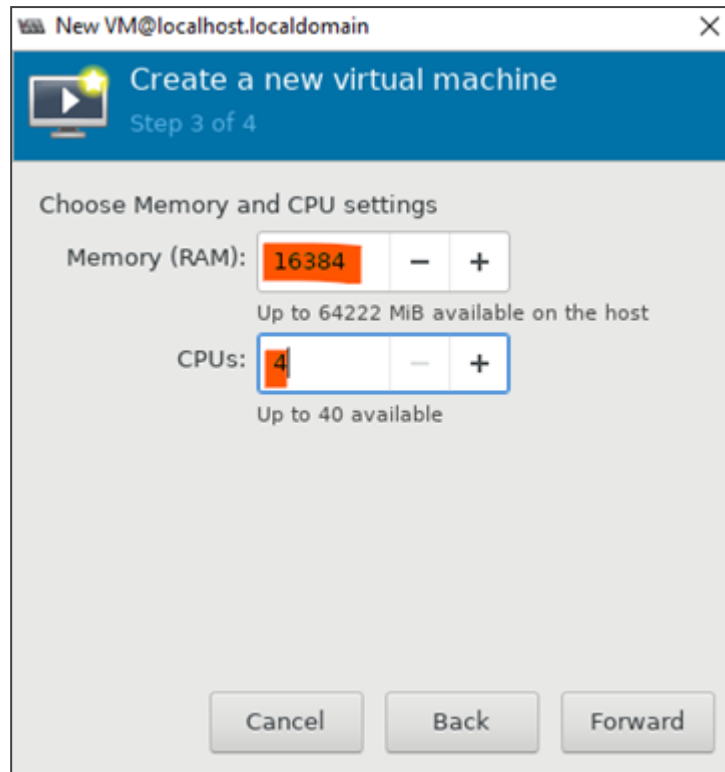 New VM@localhost.localdomain
Create a new virtual machine
Step 3 of 4
Choose Memory and CPU settings
Memory (RAM): 16384 − +
Up to 64222 MiB available on the host
CPUs: 4 − +
Up to 40 available
Cancel Back Forward